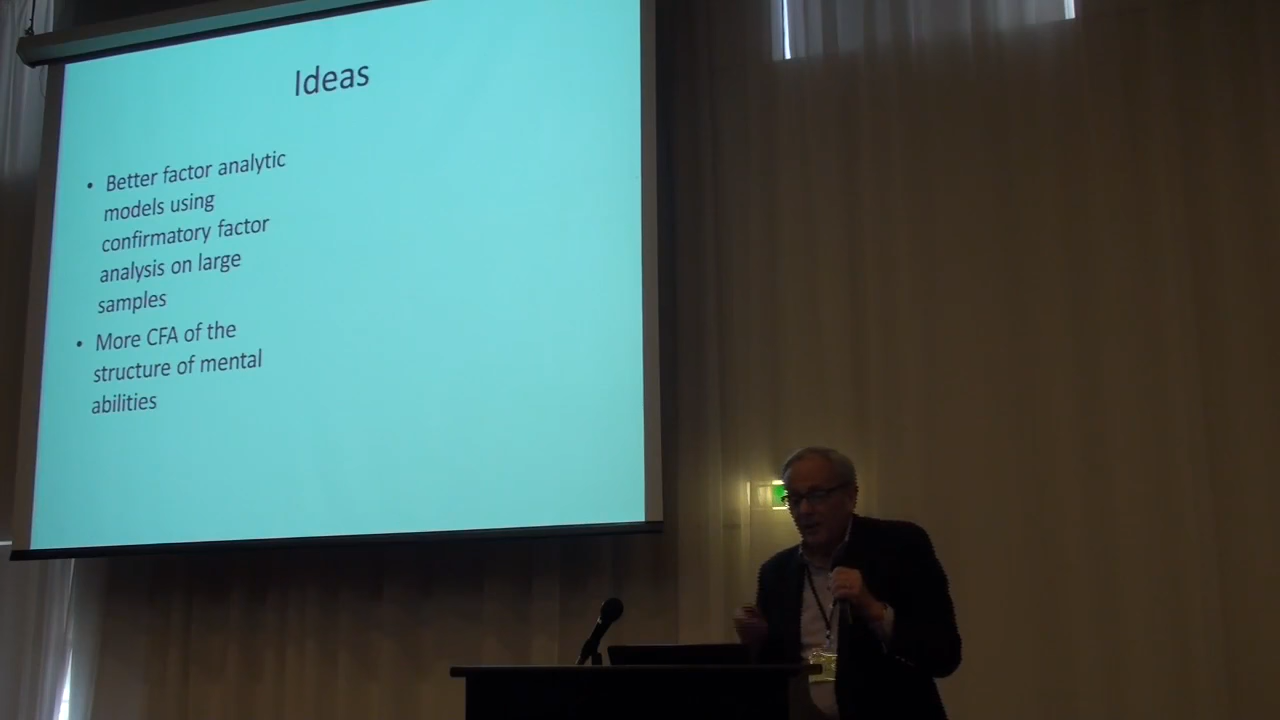 Ideas
• Better factor analytic
models using
confirmatory factor
analysis on large
samples
• More CFA of the
structure of mental
abilities